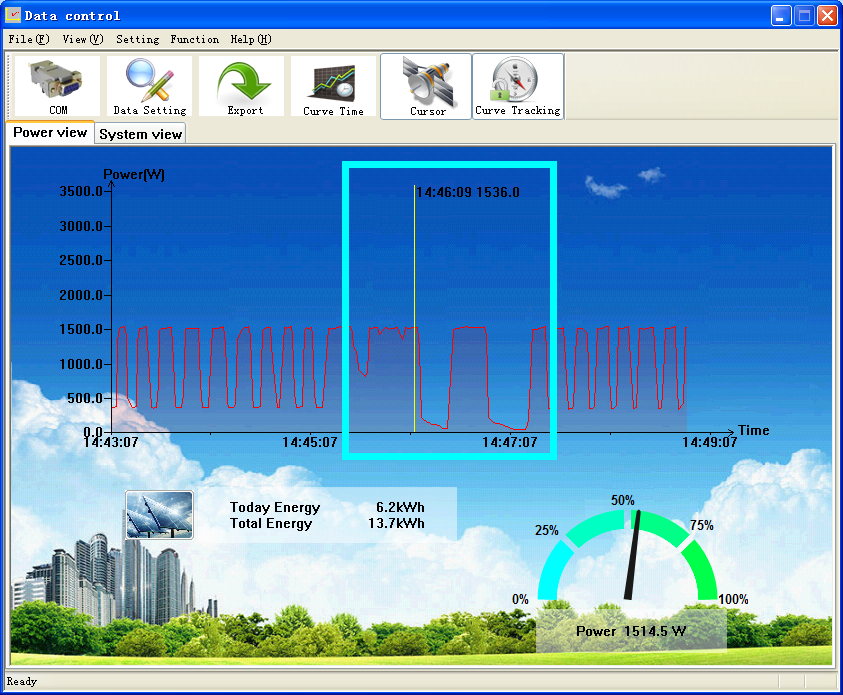 Data control
File(F) View(V) Setting Function Help(H)
COM
Data Setting
Export
Curve Time
Cursor
Curve Tracking
Power view
System view
Power(W)
14:46:09 1536.0
3500.0
3000.0
2500.0
2000.0
1500.0
1000.0
500.0
0.0
Time
14:43:07
14:45:07
14:47:07
14:49:07
Today Energy 6.2kWh
Total Energy 13.7kWh
0%
25%
50%
75%
100%
Power 1514.5 W
Ready